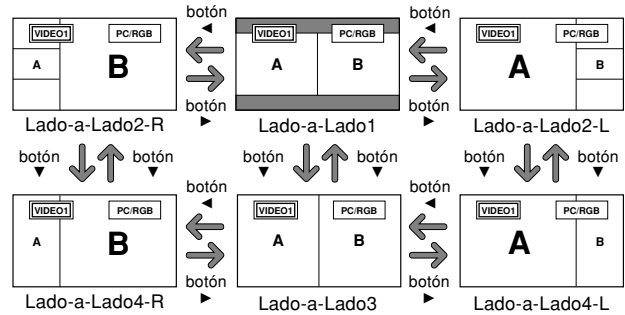 botón ◄ botón ◄
VIDEO1 PC/RGB VIDEO1 PC/RGB VIDEO1 PC/RGB
A B A B A B
botón ► botón ►
Lado-a-Lado2-R Lado-a-Lado1 Lado-a-Lado2-L
botón ▼ botón ▼ botón ▼ botón ▼ botón ▼ botón ▼
botón ◄ botón ◄
VIDEO1 PC/RGB VIDEO1 PC/RGB VIDEO1 PC/RGB
A B A B A B
botón ► botón ►
Lado-a-Lado4-R Lado-a-Lado3 Lado-a-Lado4-L